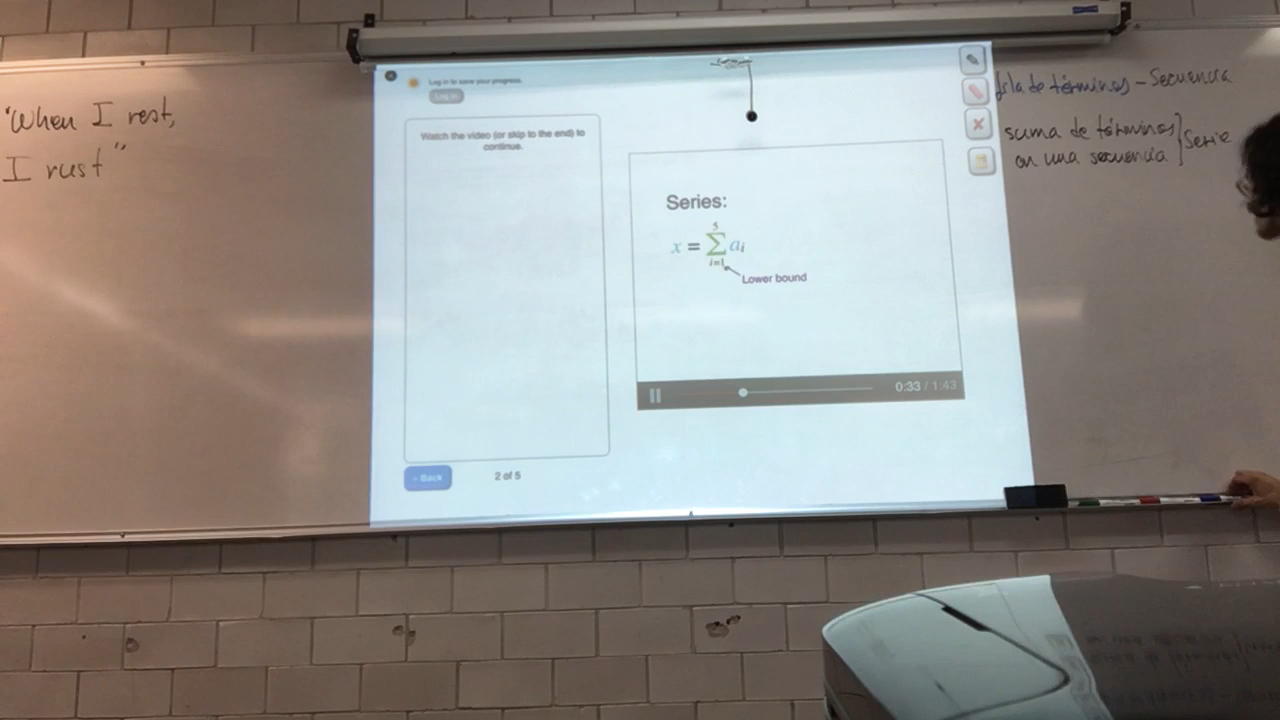 "When I rest,
I rust"
Log in to save your progress.
Log in
Watch the video (or skip to the end) to
continue.
Series:
x = 5 ∑ i=1 aᵢ
Lower bound
0:33 / 1:43
‹ Back
2 of 5
de términos - Secuencia
suma de términos } Serie
en una secuencia